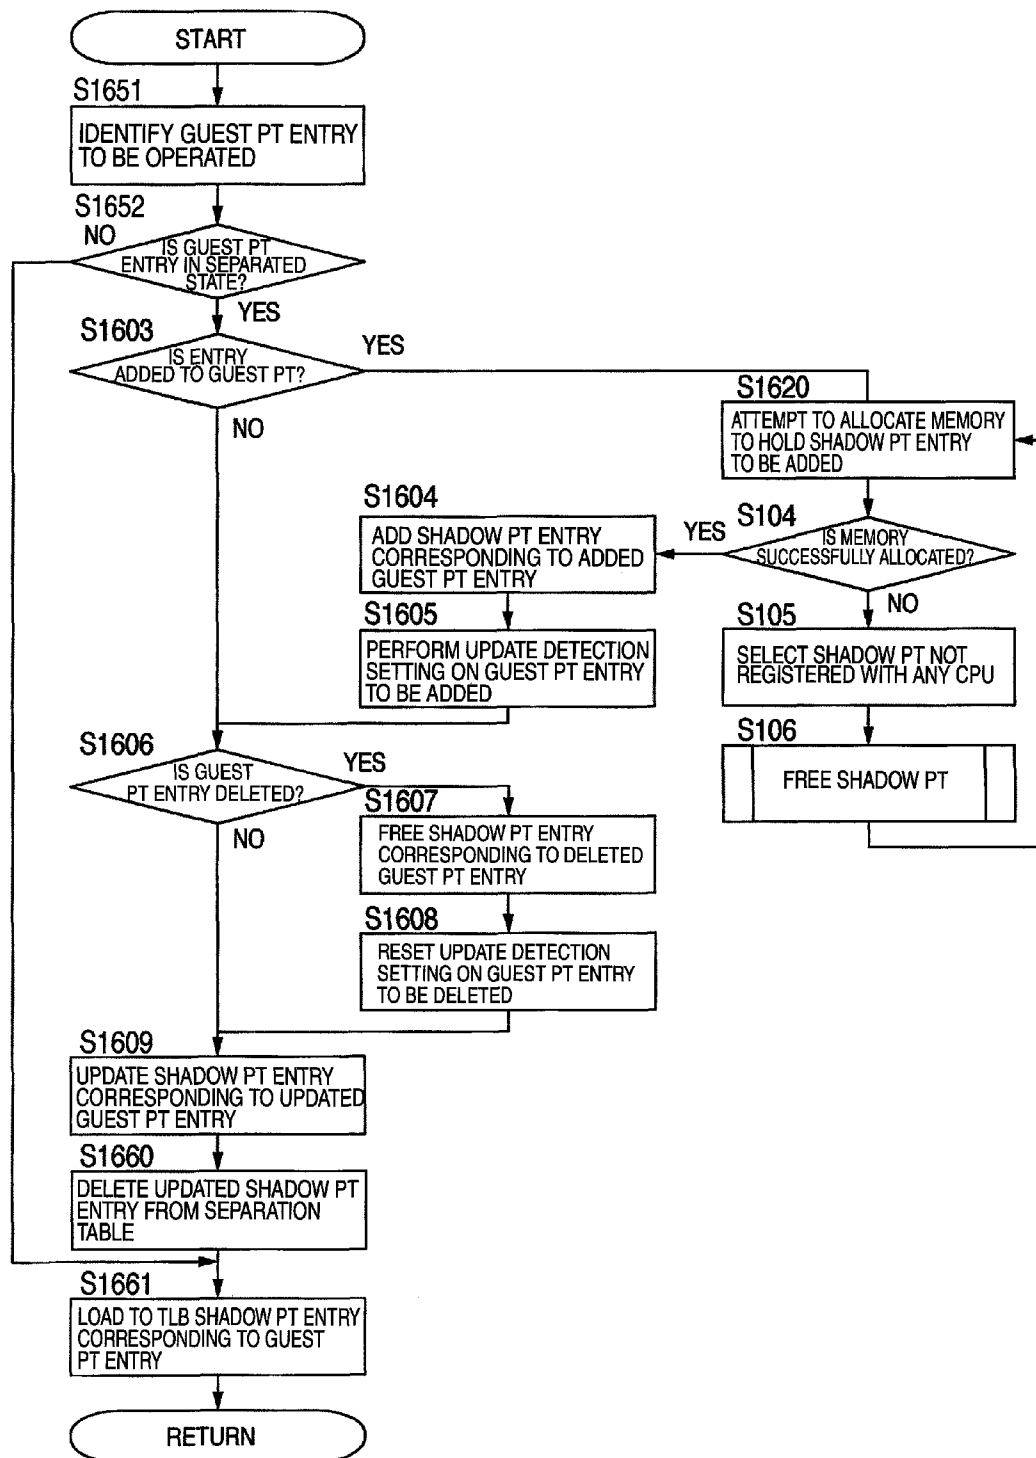 START
S1651
IDENTIFY GUEST PT ENTRY
TO BE OPERATED
S1652
NO
IS GUEST PT
ENTRY IN SEPARATED
STATE?
YES
S1603
IS ENTRY
ADDED TO GUEST PT?
YES
NO
S1620
ATTEMPT TO ALLOCATE MEMORY
TO HOLD SHADOW PT ENTRY
TO BE ADDED
S104
IS MEMORY
SUCCESSFULLY ALLOCATED?
YES
NO
S1604
ADD SHADOW PT ENTRY
CORRESPONDING TO ADDED
GUEST PT ENTRY
S1605
PERFORM UPDATE DETECTION
SETTING ON GUEST PT ENTRY
TO BE ADDED
S105
SELECT SHADOW PT NOT
REGISTERED WITH ANY CPU
S106
FREE SHADOW PT
S1606
IS GUEST
PT ENTRY DELETED?
YES
NO
S1607
FREE SHADOW PT ENTRY
CORRESPONDING TO DELETED
GUEST PT ENTRY
S1608
RESET UPDATE DETECTION
SETTING ON GUEST PT ENTRY
TO BE DELETED
S1609
UPDATE SHADOW PT ENTRY
CORRESPONDING TO UPDATED
GUEST PT ENTRY
S1660
DELETE UPDATED SHADOW PT
ENTRY FROM SEPARATION
TABLE
S1661
LOAD TO TLB SHADOW PT ENTRY
CORRESPONDING TO GUEST
PT ENTRY
RETURN